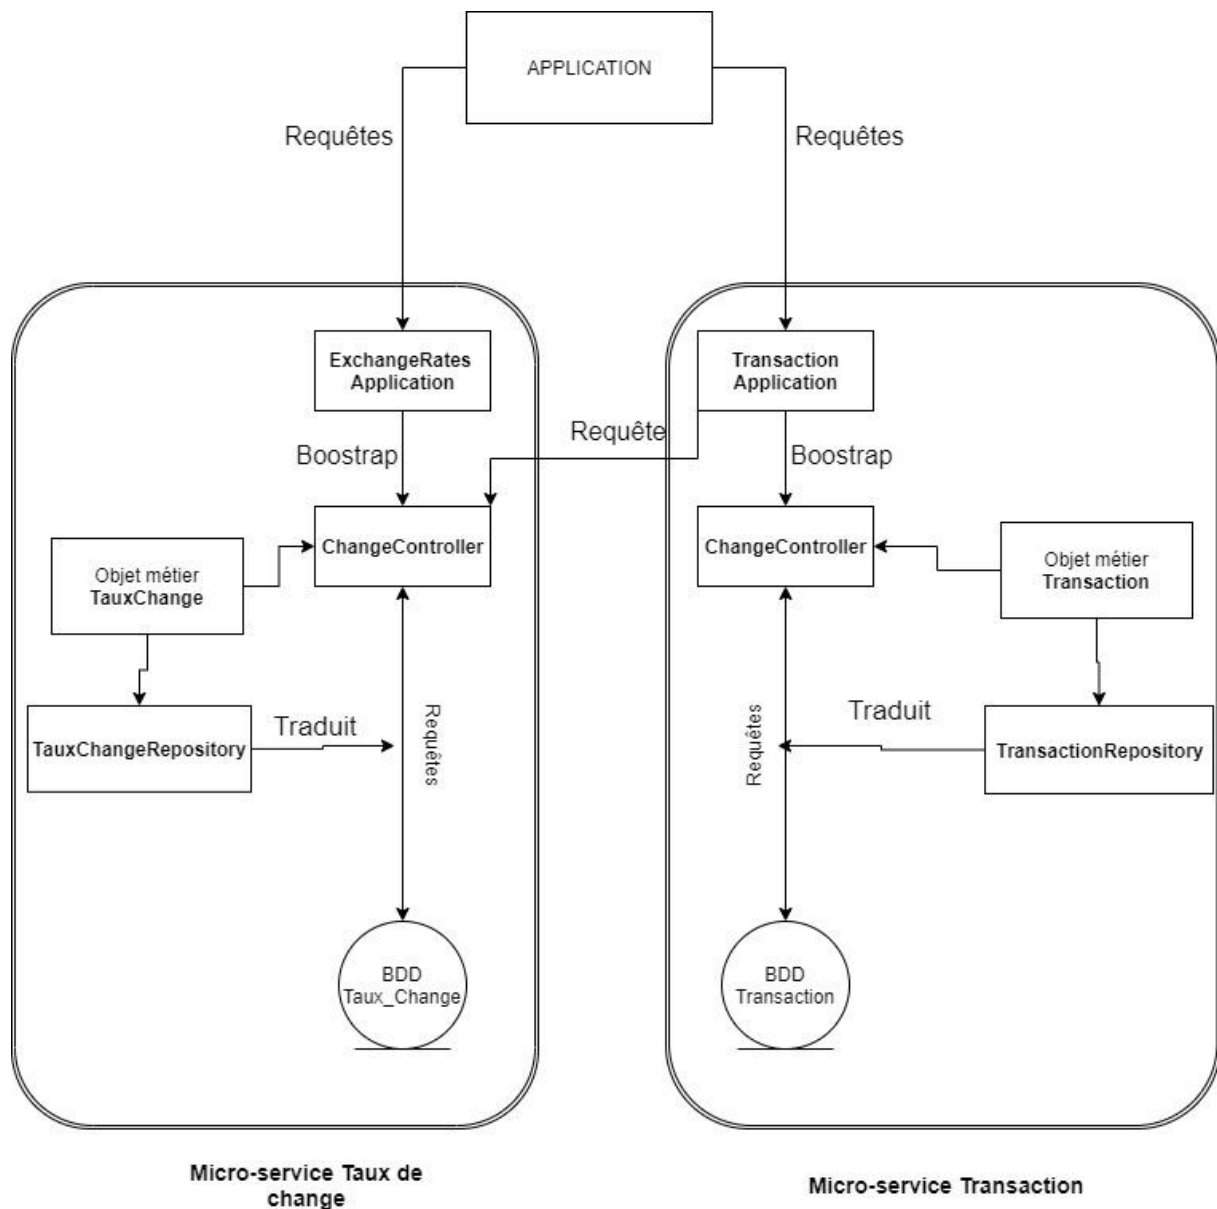 APPLICATION
Requêtes
Requêtes
ExchangeRates
Application
Transaction
Application
Requête
Boostrap
Boostrap
ChangeController
ChangeController
Objet métier
TauxChange
Objet métier
Transaction
Traduit
Requêtes
Requêtes
Traduit
TauxChangeRepository
TransactionRepository
BDD
Taux_Change
BDD
Transaction
Micro-service Taux de
change
Micro-service Transaction